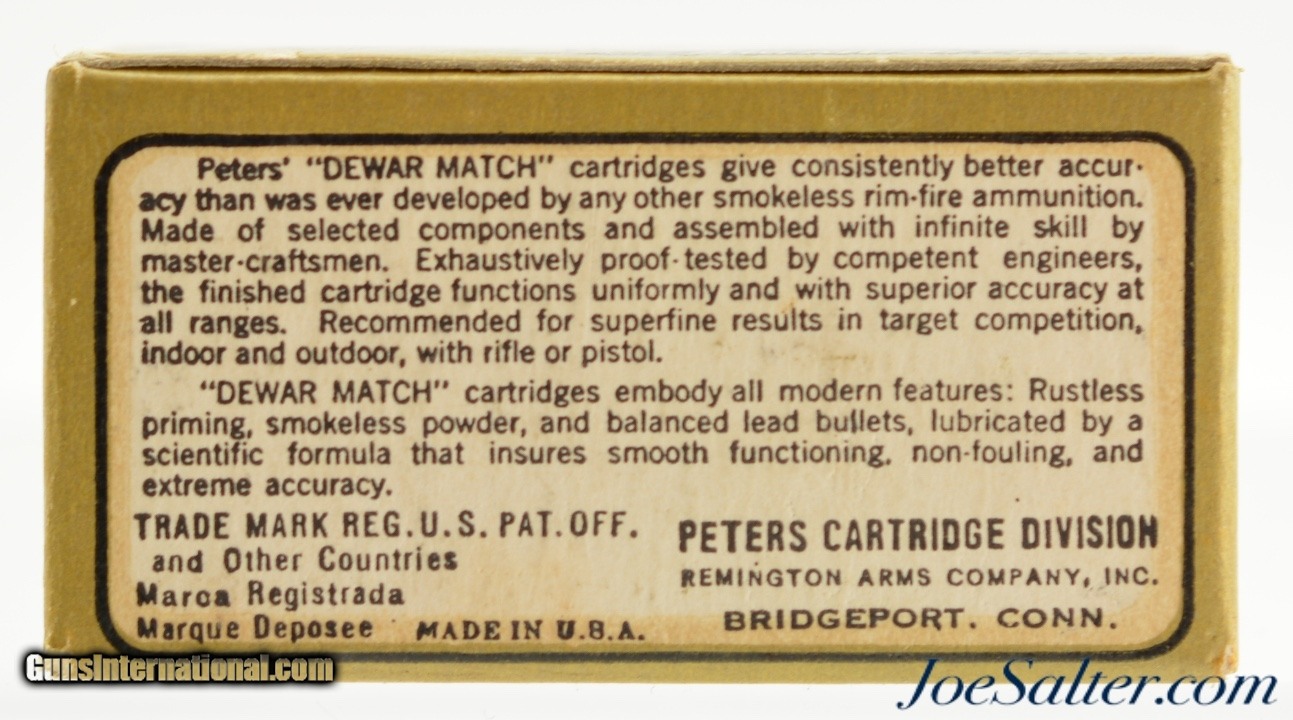 Peters' "DEWAR MATCH" cartridges give consistently better accur-
acy than was ever developed by any other smokeless rim-fire ammunition.
Made of selected components and assembled with infinite skill by
master-craftsmen. Exhaustively proof-tested by competent engineers,
the finished cartridge functions uniformly and with superior accuracy at
all ranges. Recommended for superfine results in target competition,
indoor and outdoor, with rifle or pistol.
"DEWAR MATCH" cartridges embody all modern features: Rustless
priming, smokeless powder, and balanced lead bullets, lubricated by a
scientific formula that insures smooth functioning, non-fouling, and
extreme accuracy.
TRADE MARK REG. U.S. PAT. OFF.
and Other Countries
Marca Registrada
Marque Deposee MADE IN U.S.A.
PETERS CARTRIDGE DIVISION
REMINGTON ARMS COMPANY, INC.
BRIDGEPORT. CONN.
GunsInternational.com
JoeSalter.com